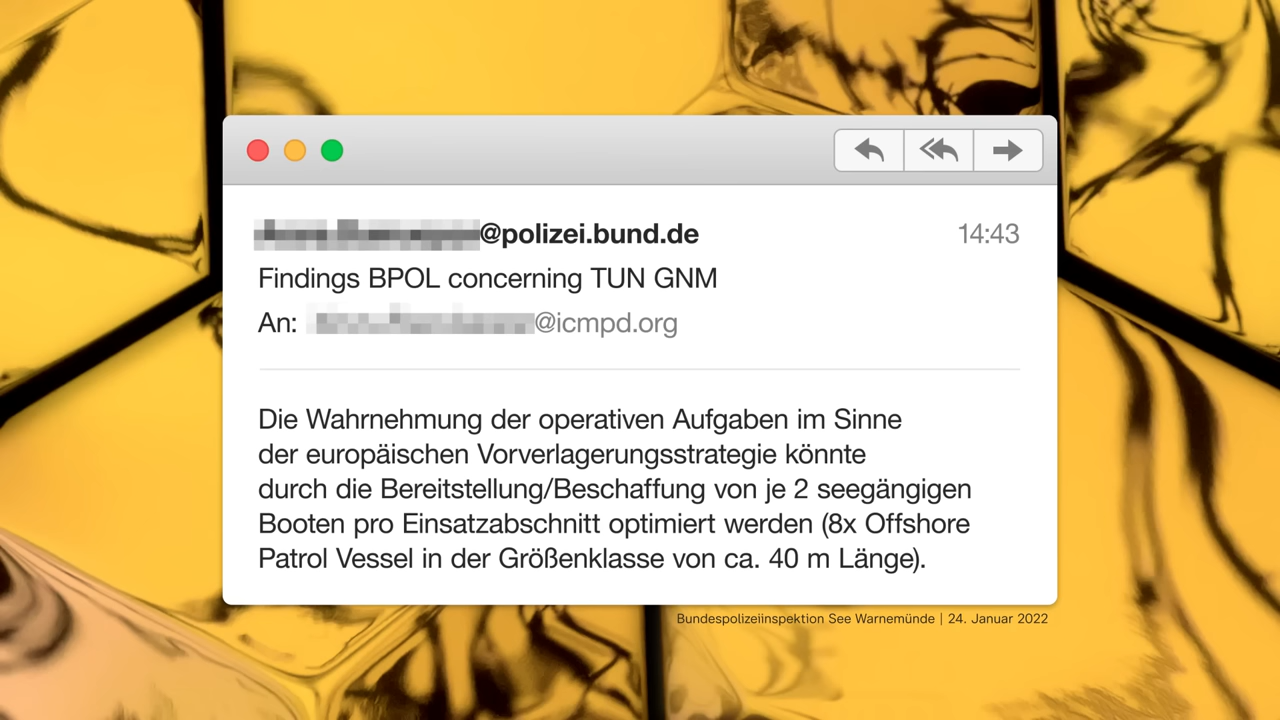 @polizei.bund.de
14:43
Findings BPOL concerning TUN GNM
An: @icmpd.org
Die Wahrnehmung der operativen Aufgaben im Sinne
der europäischen Vorverlagerungsstrategie könnte
durch die Bereitstellung/Beschaffung von je 2 seegängigen
Booten pro Einsatzabschnitt optimiert werden (8x Offshore
Patrol Vessel in der Größenklasse von ca. 40 m Länge).
Bundespolizeiinspektion See Warnemünde | 24. Januar 2022